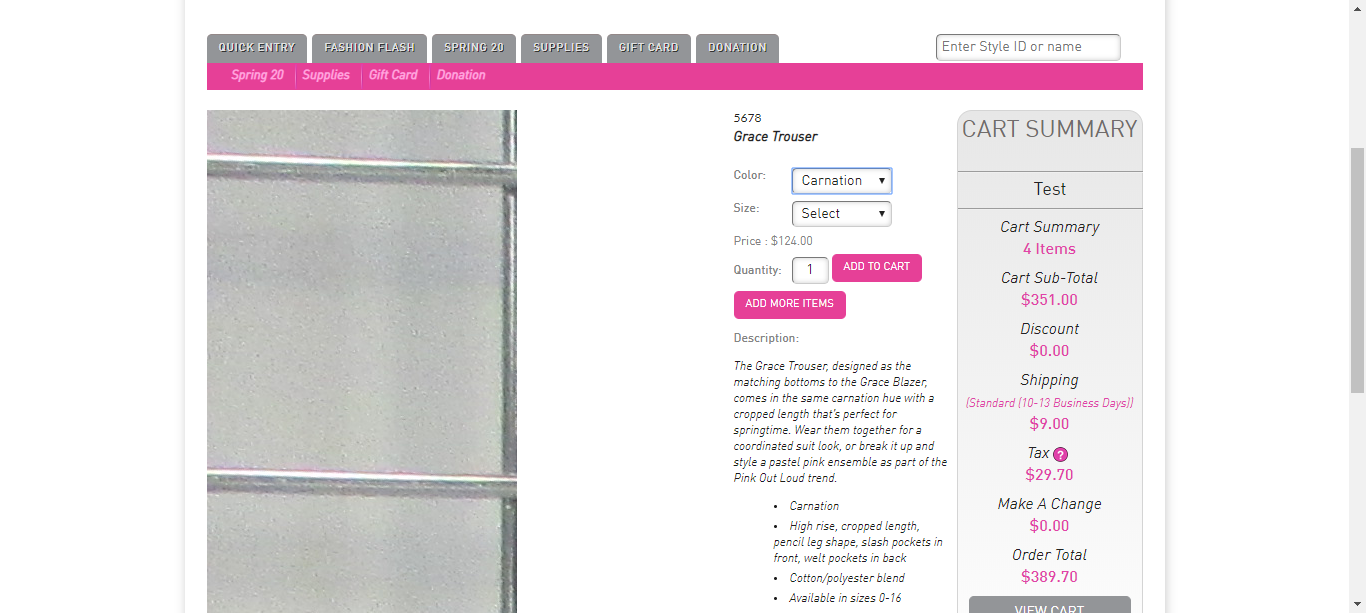 QUICK ENTRY
FASHION FLASH
SPRING 20
SUPPLIES
GIFT CARD
DONATION
Enter Style ID or name
Spring 20
Supplies
Gift Card
Donation
5678
Grace Trouser
Color:
Carnation
Size:
Select
Price : $124.00
Quantity:
1
ADD TO CART
ADD MORE ITEMS
Description:
The Grace Trouser, designed as the
matching bottoms to the Grace Blazer,
comes in the same carnation hue with a
cropped length that's perfect for
springtime. Wear them together for a
coordinated suit look, or break it up and
style a pastel pink ensemble as part of the
Pink Out Loud trend.
• Carnation
• High rise, cropped length,
pencil leg shape, slash pockets in
front, welt pockets in back
• Cotton/polyester blend
• Available in sizes 0-16
CART SUMMARY
Test
Cart Summary
4 Items
Cart Sub-Total
$351.00
Discount
$0.00
Shipping
(Standard (10-13 Business Days))
$9.00
Tax ?
$29.70
Make A Change
$0.00
Order Total
$389.70
VIEW CART